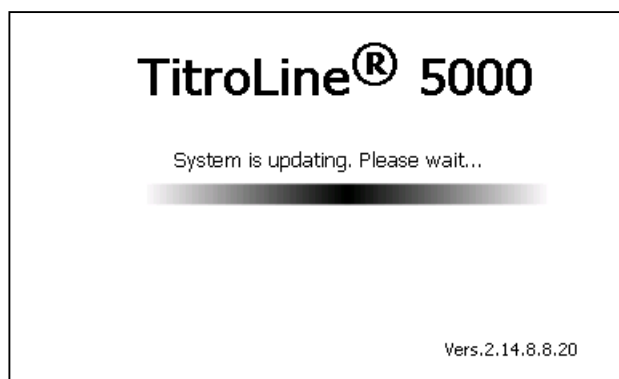 TitroLine® 5000
System is updating. Please wait...
Vers.2.14.8.8.20